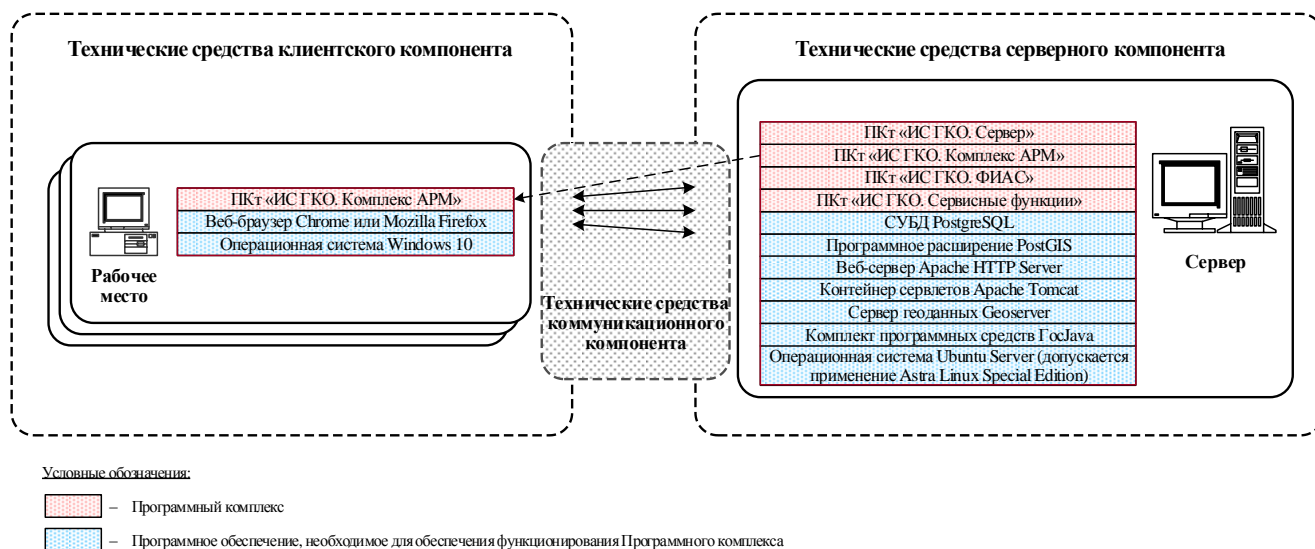 Технические средства клиентского компонента
ПКт «ИС ГКО. Комплекс АРМ»
Веб-браузер Chrome или Mozilla Firefox
Операционная система Windows 10
Рабочее
место
Технические средства
коммуникационного
компонента
Технические средства серверного компонента
ПКт «ИС ГКО. Сервер»
ПКт «ИС ГКО. Комплекс АРМ»
ПКт «ИС ГКО. ФИАС»
ПКт «ИС ГКО. Сервисные функции»
СУБД PostgreSQL
Программное расширение PostGIS
Веб-сервер Apache HTTP Server
Контейнер сервлетов Apache Tomcat
Сервер геоданных Geoserver
Комплект программных средств ГосJava
Операционная система Ubuntu Server (допускается
применение Astra Linux Special Edition)
Сервер
Условные обозначения:
– Программный комплекс
– Программное обеспечение, необходимое для обеспечения функционирования Программного комплекса